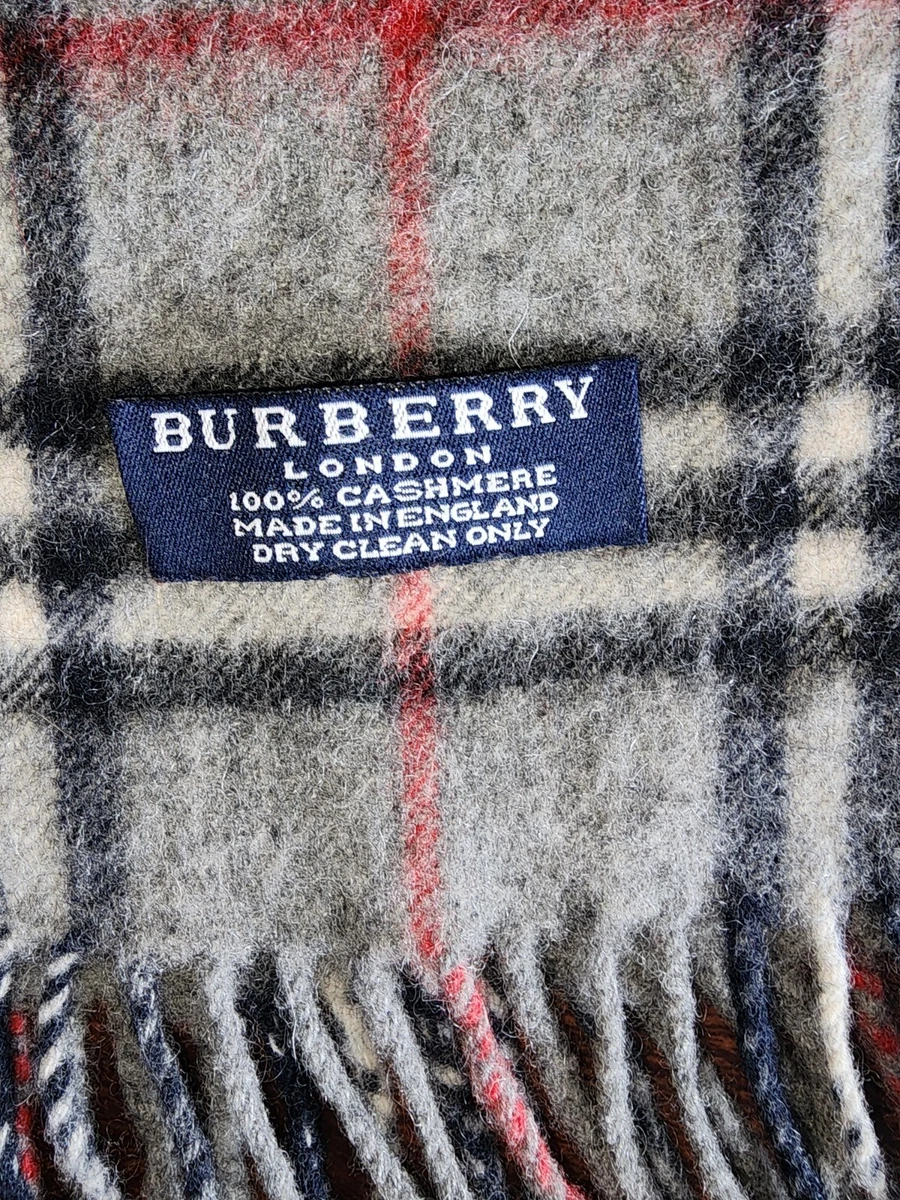 BURBERRY
LONDON
100% CASHMERE
MADE IN ENGLAND
DRY CLEAN ONLY